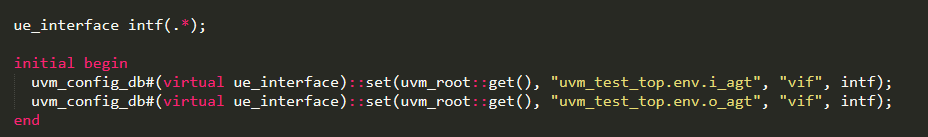 ue_interface intf(.*);
initial begin
uvm_config_db#(virtual ue_interface)::set(uvm_root::get(), "uvm_test_top.env.i_agt", "vif", intf);
uvm_config_db#(virtual ue_interface)::set(uvm_root::get(), "uvm_test_top.env.o_agt", "vif", intf);
end